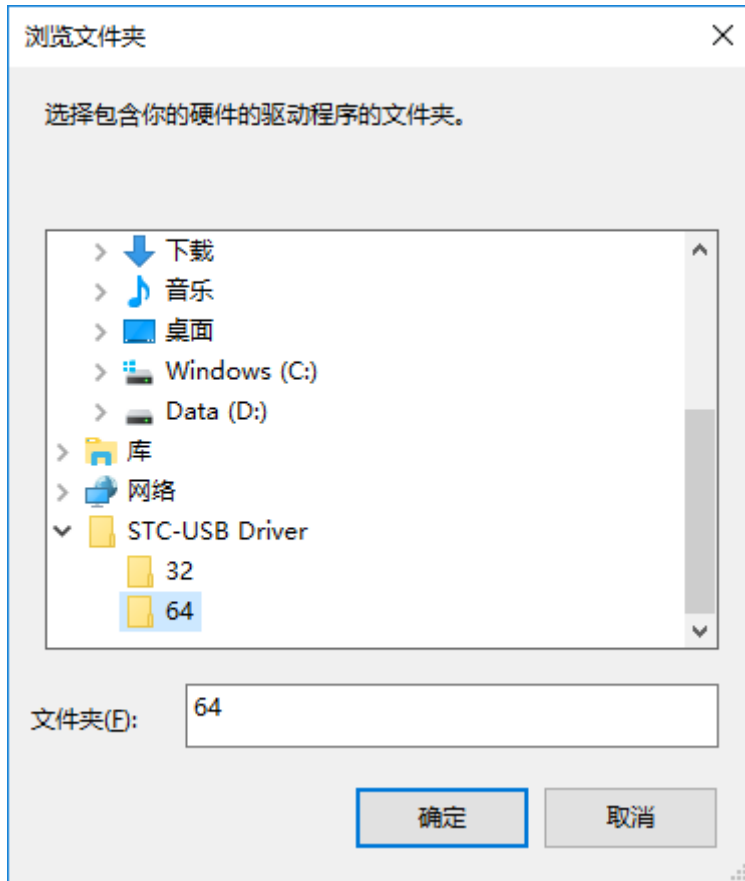 浏览文件夹
选择包含你的硬件的驱动程序的文件夹。
下载
音乐
桌面
Windows (C:)
Data (D:)
库
网络
STC-USB Driver
32
64
文件夹(F): 64
确定 取消